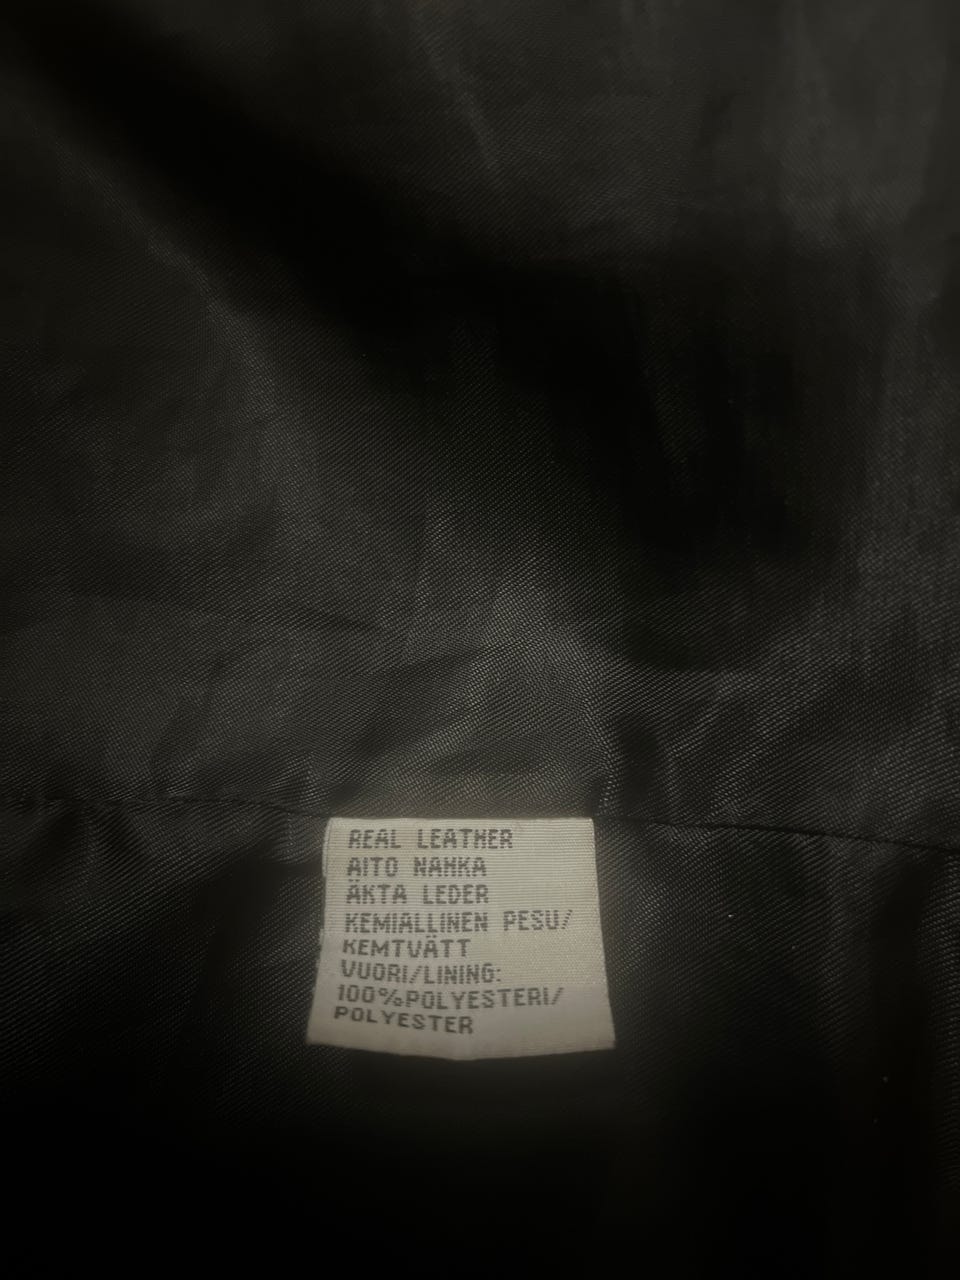 REAL LEATHER
AITO NAHKA
ÄKTA LEDER
KEMIALLINEN PESU/
KEMTVÄTT
VUORI/LINING:
100%POLYESTERI/
POLYESTER